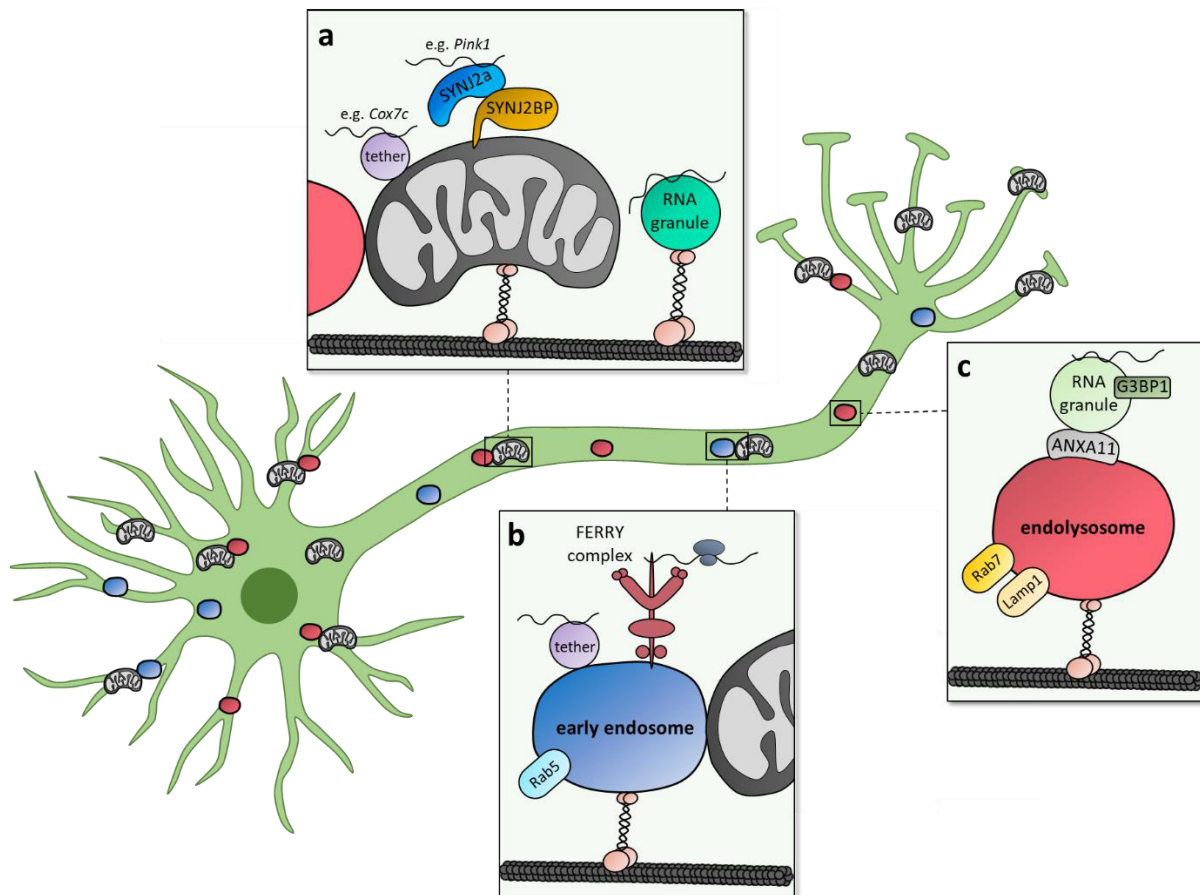 a
e.g. Pink1
SYNJ2a
SYNJ2BP
e.g. Cox7c
tether
RNA
granule
b
FERRY
complex
tether
early endosome
Rab5
c
RNA
granule
G3BP1
ANXA11
endolysosome
Rab7
Lamp1